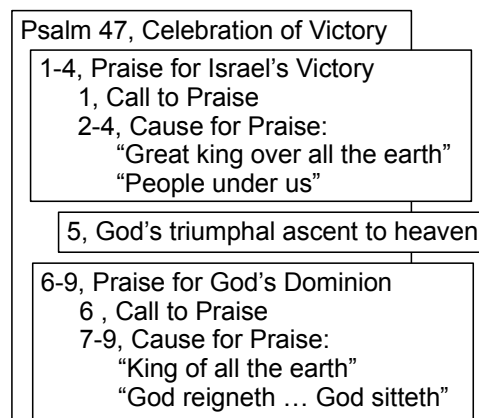 Psalm 47, Celebration of Victory
1-4, Praise for Israel’s Victory
1, Call to Praise
2-4, Cause for Praise:
“Great king over all the earth”
“People under us”
5, God’s triumphal ascent to heaven
6-9, Praise for God’s Dominion
6 , Call to Praise
7-9, Cause for Praise:
“King of all the earth”
“God reigneth … God sitteth”